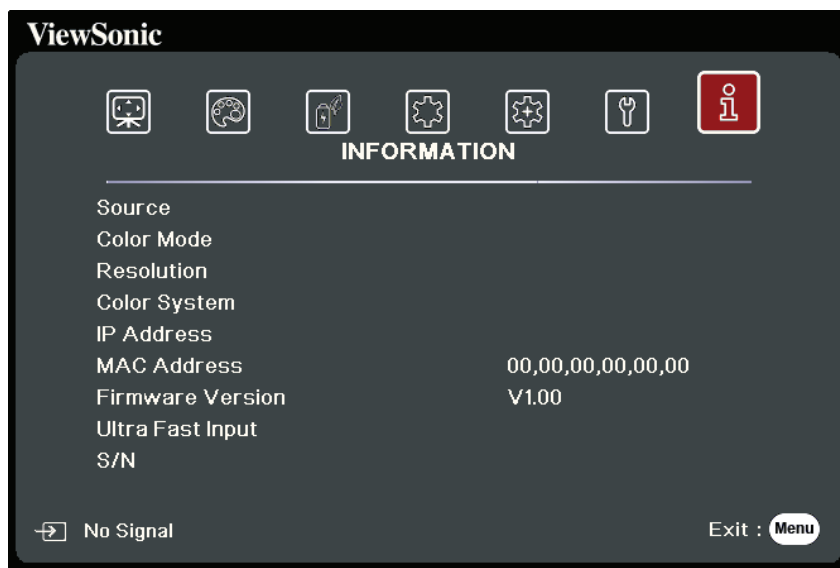 ViewSonic
INFORMATION
Source
Color Mode
Resolution
Color System
IP Address
MAC Address 00,00,00,00,00,00
Firmware Version V1.00
Ultra Fast Input
S/N
No Signal Exit : Menu